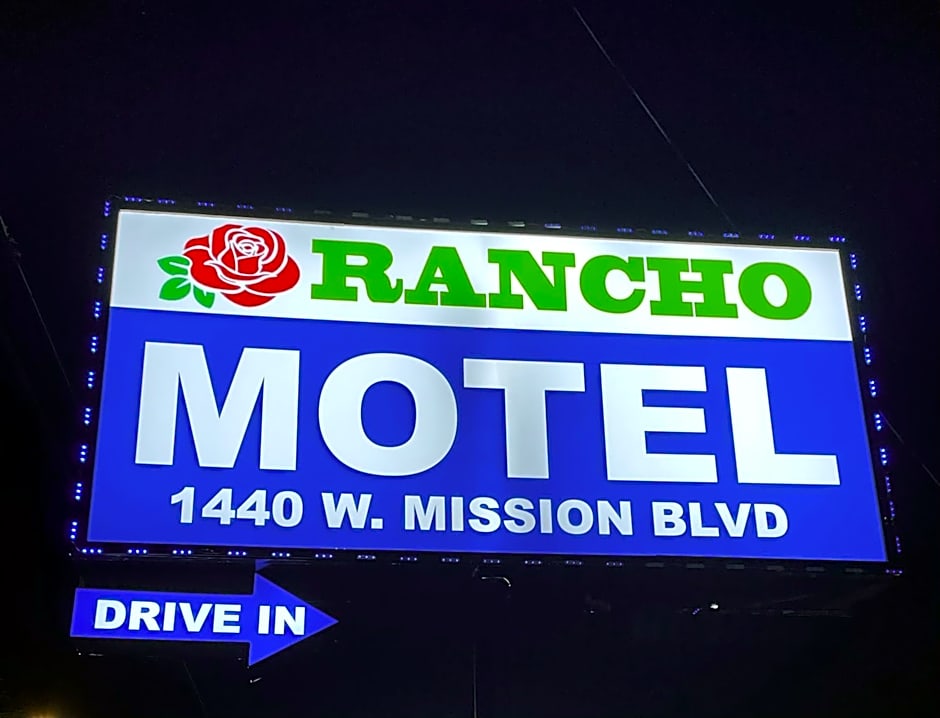 RANCHO
MOTEL
1440 W. MISSION BLVD
DRIVE IN